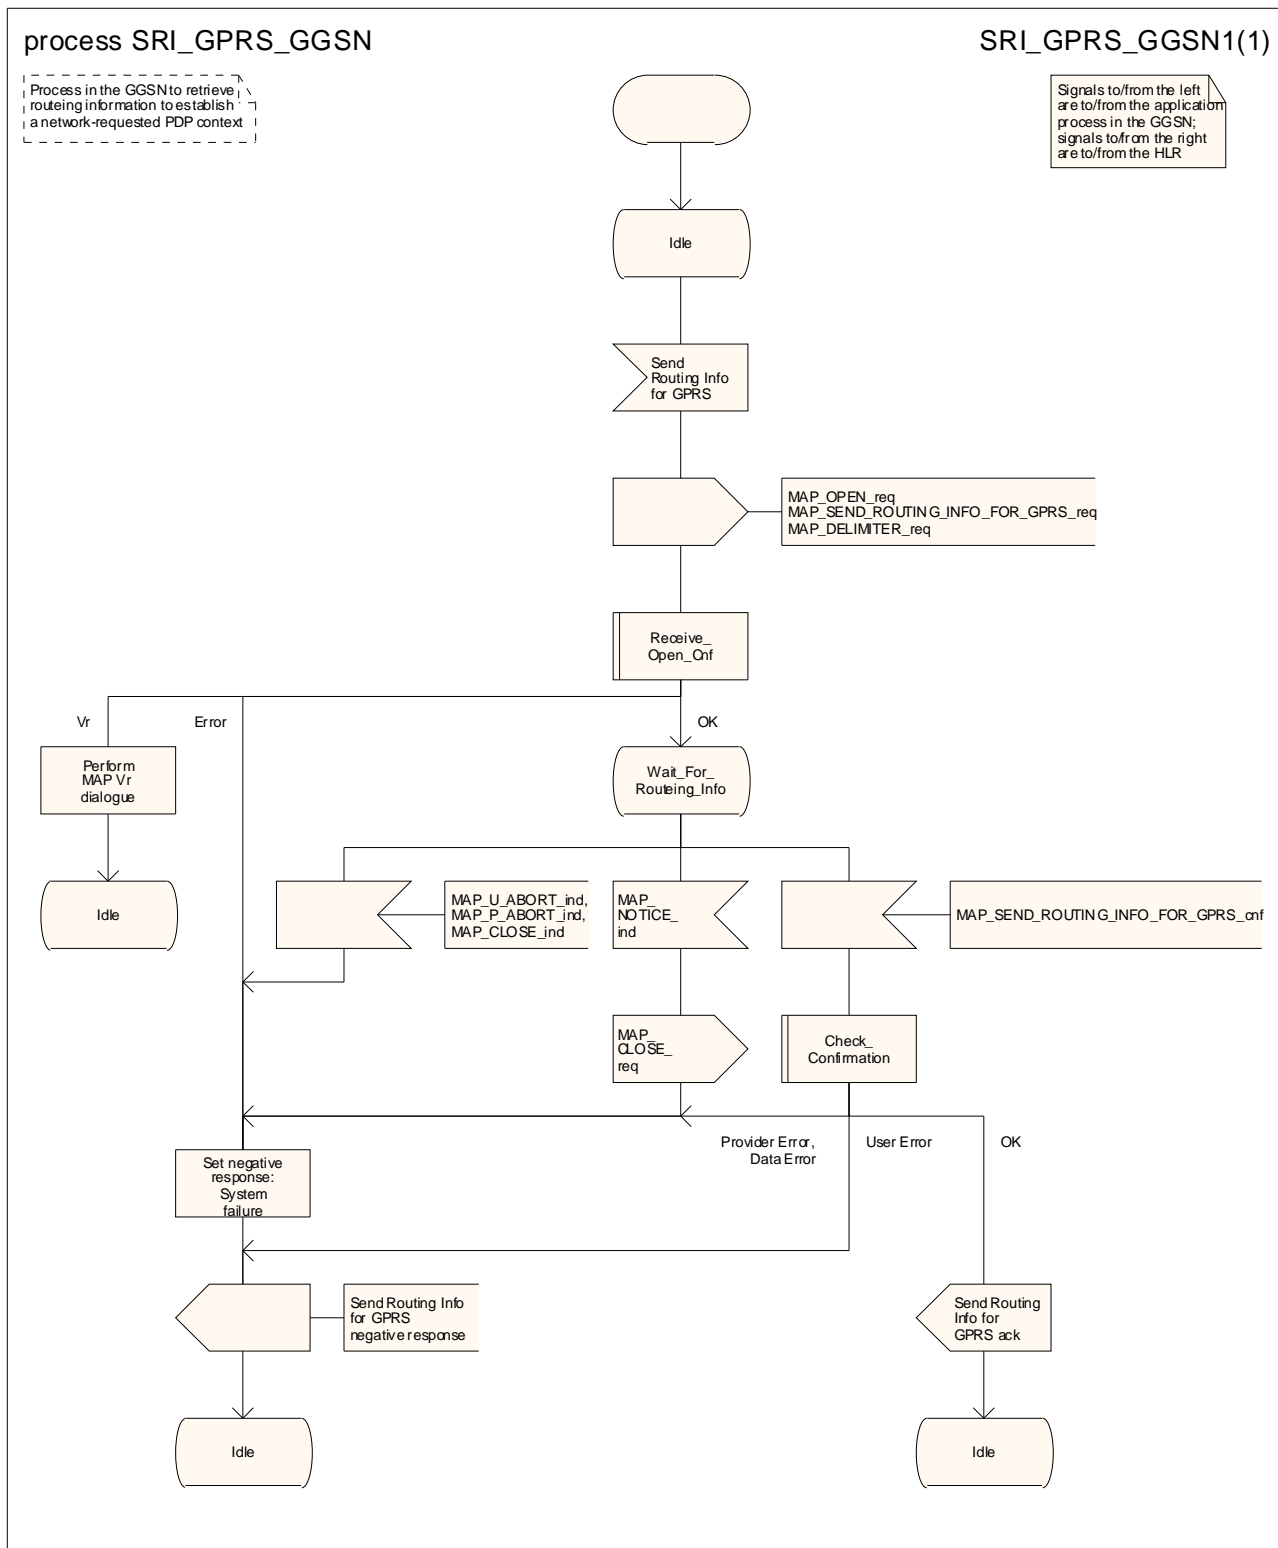 process SRI_GPRS_GGSN
SRI_GPRS_GGSN1(1)
Process in the GGSN to retrieve
routeing information to establish
a network-requested PDP context
Signals to/from the left
are to/from the application
process in the GGSN;
signals to/from the right
are to/from the HLR
Idle
Send
Routing Info
for GPRS
MAP_OPEN_req
MAP_SEND_ROUTING_INFO_FOR_GPRS_req
MAP_DELIMITER_req
Receive_
Open_Cnf
Vr
Error
OK
Perform
MAP Vr
dialogue
Wait_For_
Routeing_Info
Idle
MAP_U_ABORT_ind,
MAP_P_ABORT_ind,
MAP_CLOSE_ind
MAP_
NOTICE_
ind
MAP_SEND_ROUTING_INFO_FOR_GPRS_cnf
MAP_
CLOSE_
req
Check_
Confirmation
Provider Error,
Data Error
User Error
OK
Set negative
response:
System
failure
Send Routing Info
for GPRS
negative response
Send Routing
Info for
GPRS ack
Idle
Idle